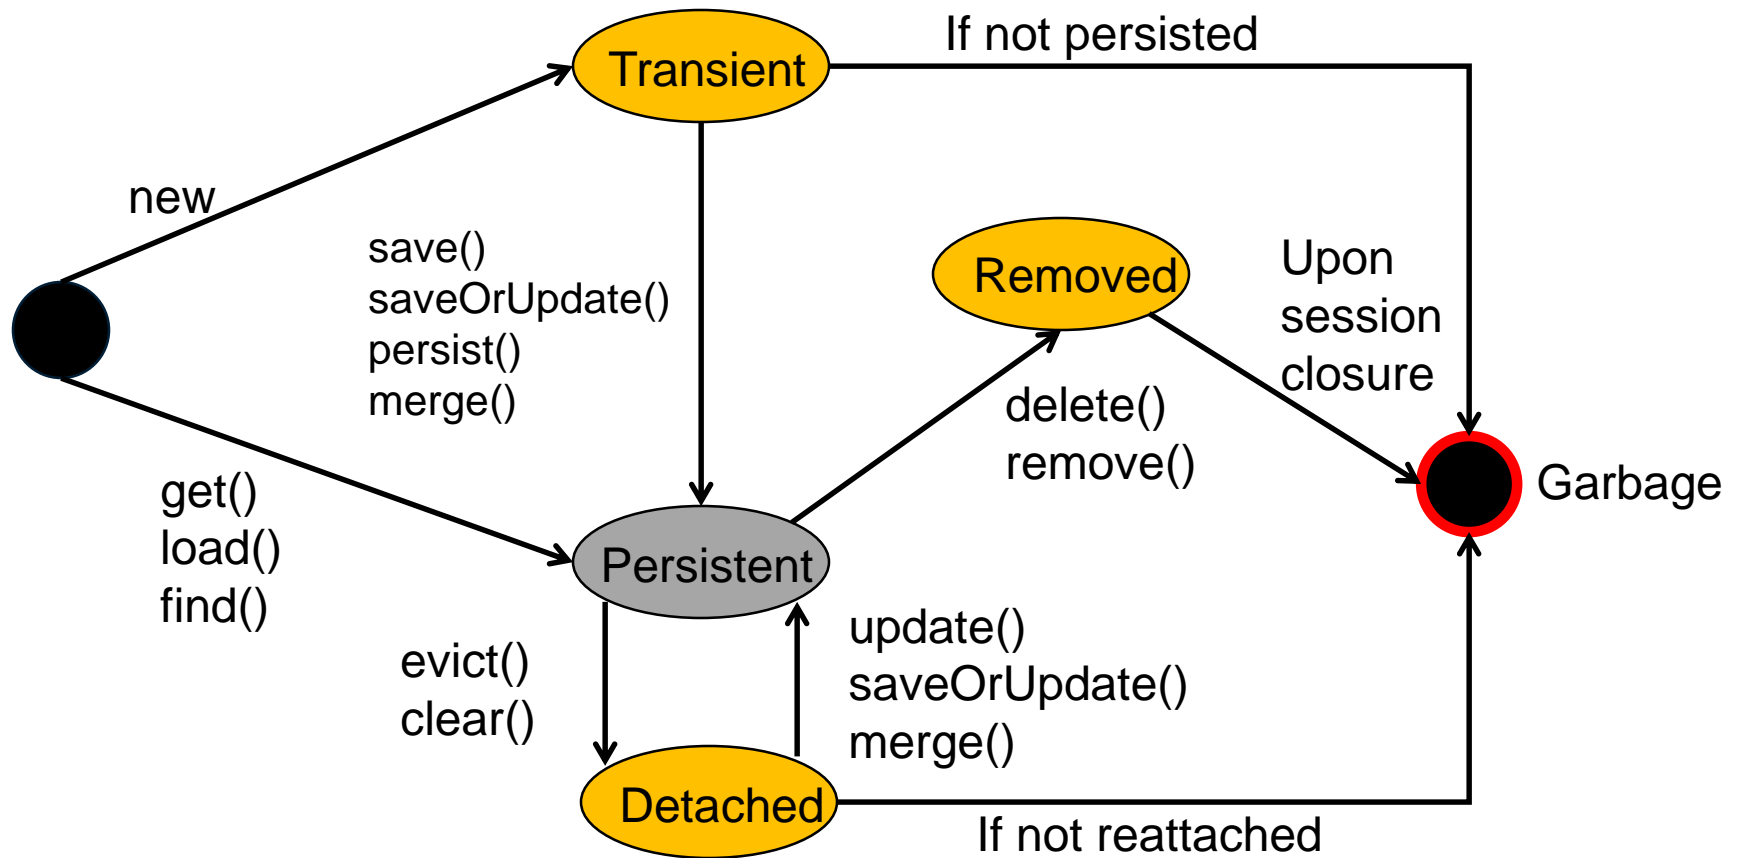 If not persisted
Transient
new
save()
saveOrUpdate()
persist()
merge()
Removed
Upon
session
closure
delete()
remove()
get()
load()
find()
Garbage
Persistent
evict()
clear()
update()
saveOrUpdate()
merge()
Detached
If not reattached